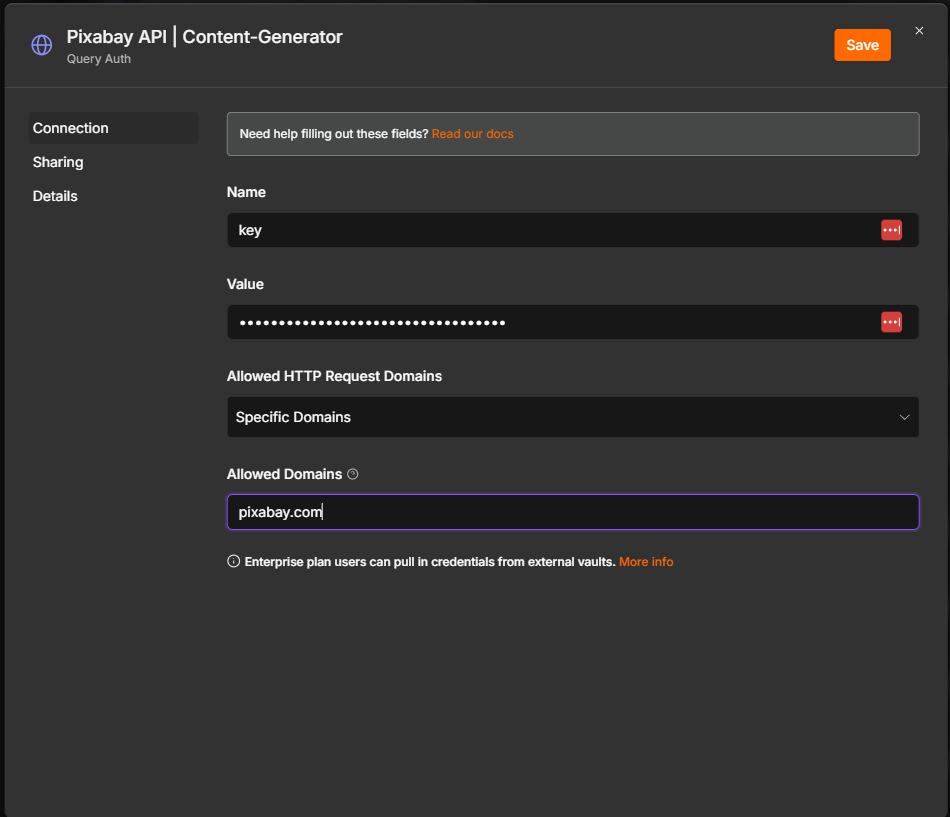 Pixabay API | Content-Generator
Query Auth
Save
Connection
Sharing
Details
Need help filling out these fields? Read our docs
Name
key
Value
••••••••••••••••••••••••••••••••••
Allowed HTTP Request Domains
Specific Domains
Allowed Domains
pixabay.com
Enterprise plan users can pull in credentials from external vaults. More info